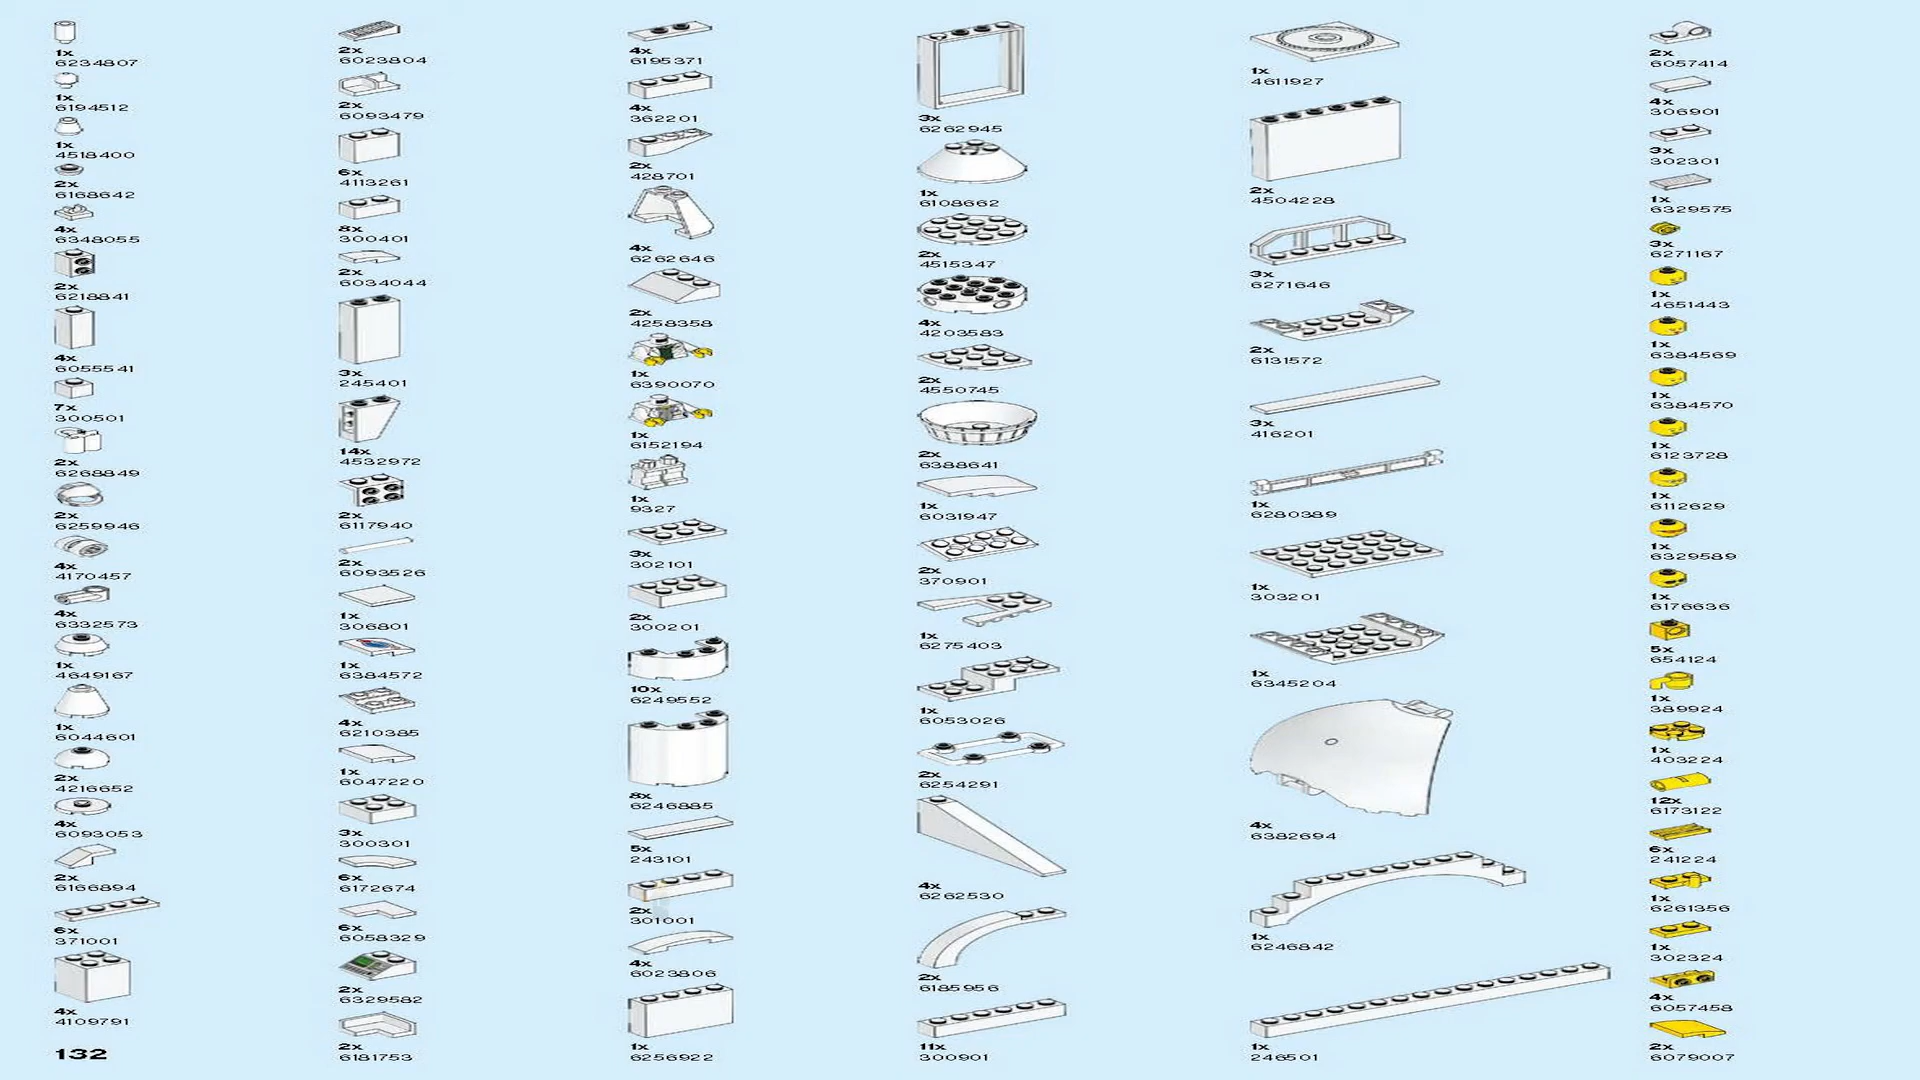 1x
6234807
1x
6194512
1x
4518400
2x
6168642
4x
6348055
2x
6218841
4x
6055541
7x
300501
2x
6268849
2x
6259946
4x
4170457
4x
6332573
1x
4649167
1x
6044601
2x
4216652
4x
6093053
2x
6166894
6x
371001
4x
4109791
132
2x
6023804
2x
6093479
6x
4113261
8x
300401
2x
6034044
3x
245401
14x
4532972
2x
6117940
2x
6093526
1x
306801
1x
6384572
4x
6210385
1x
6047220
3x
300301
6x
6172674
6x
6058329
2x
6329582
2x
6181753
4x
6195371
4x
362201
2x
428701
4x
6262646
2x
4258358
1x
6390070
1x
6152194
1x
9327
3x
302101
2x
300201
10x
6249552
8x
6246885
5x
243101
2x
301001
4x
6023806
1x
6256922
3x
6262945
1x
6108662
2x
4515347
4x
4203583
2x
4550745
2x
6388641
1x
6031947
2x
370901
1x
6275403
1x
6053026
2x
6254291
4x
6262530
2x
6185956
11x
300901
1x
4611927
2x
4504228
3x
6271646
2x
6131572
3x
416201
1x
6280389
1x
303201
1x
6345204
4x
6382694
1x
6246842
1x
246501
2x
6057414
4x
306901
3x
302301
1x
6329575
3x
6271167
1x
4651443
1x
6384569
1x
6384570
1x
6123728
1x
6112629
1x
6329589
1x
6176636
5x
654124
1x
389924
1x
403224
12x
6173122
6x
241224
1x
6261356
1x
302324
4x
6057458
2x
6079007